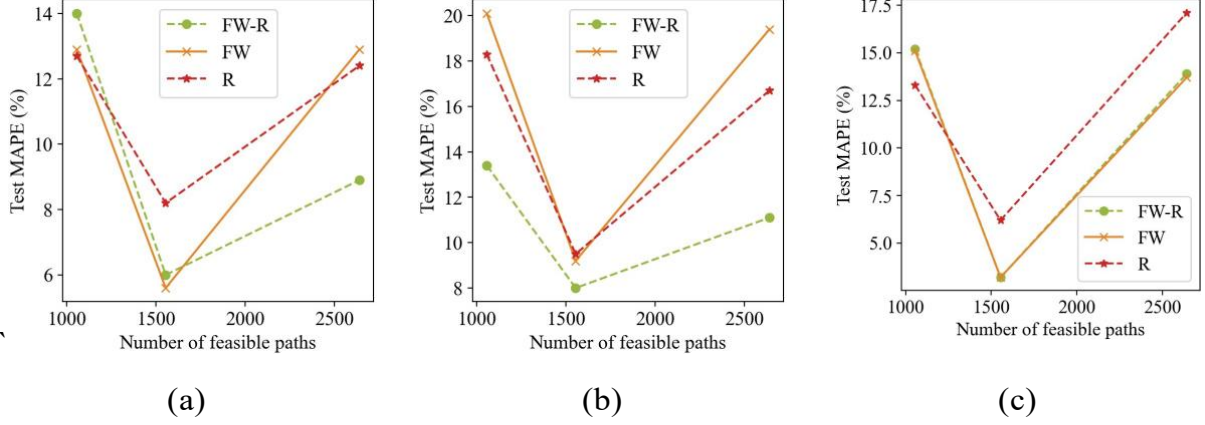 14
12
10
8
6
Test MAPE (%)
FW-R
FW
R
1000 1500 2000 2500
Number of feasible paths
(a)
20
18
16
14
12
10
8
Test MAPE (%)
FW-R
FW
R
1000 1500 2000 2500
Number of feasible paths
(b)
17.5
15.0
12.5
10.0
7.5
5.0
Test MAPE (%)
FW-R
FW
R
1000 1500 2000 2500
Number of feasible paths
(c)